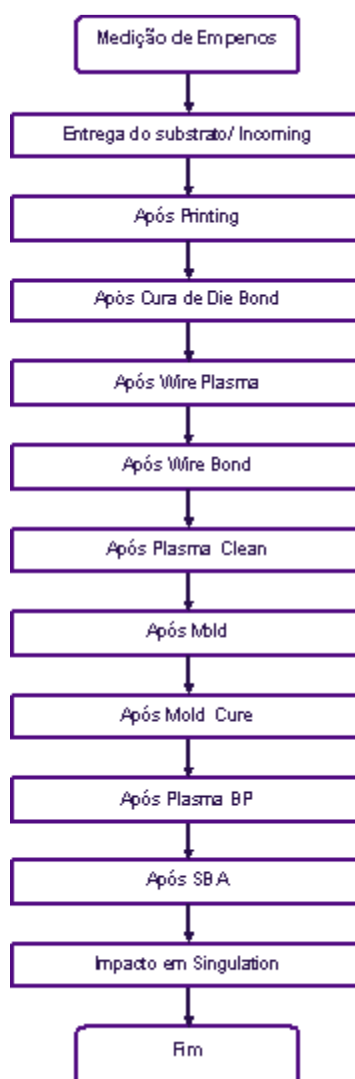 Medição de Empenos
Entrega do substrato/ Incoming
Após Printing
Após Cura de Die Bond
Após Wire Plasma
Após Wire Bond
Após Plasma Clean
Após Mold
Após Mold Cure
Após Plasma BP
Após SBA
Impacto em Singulation
Fim